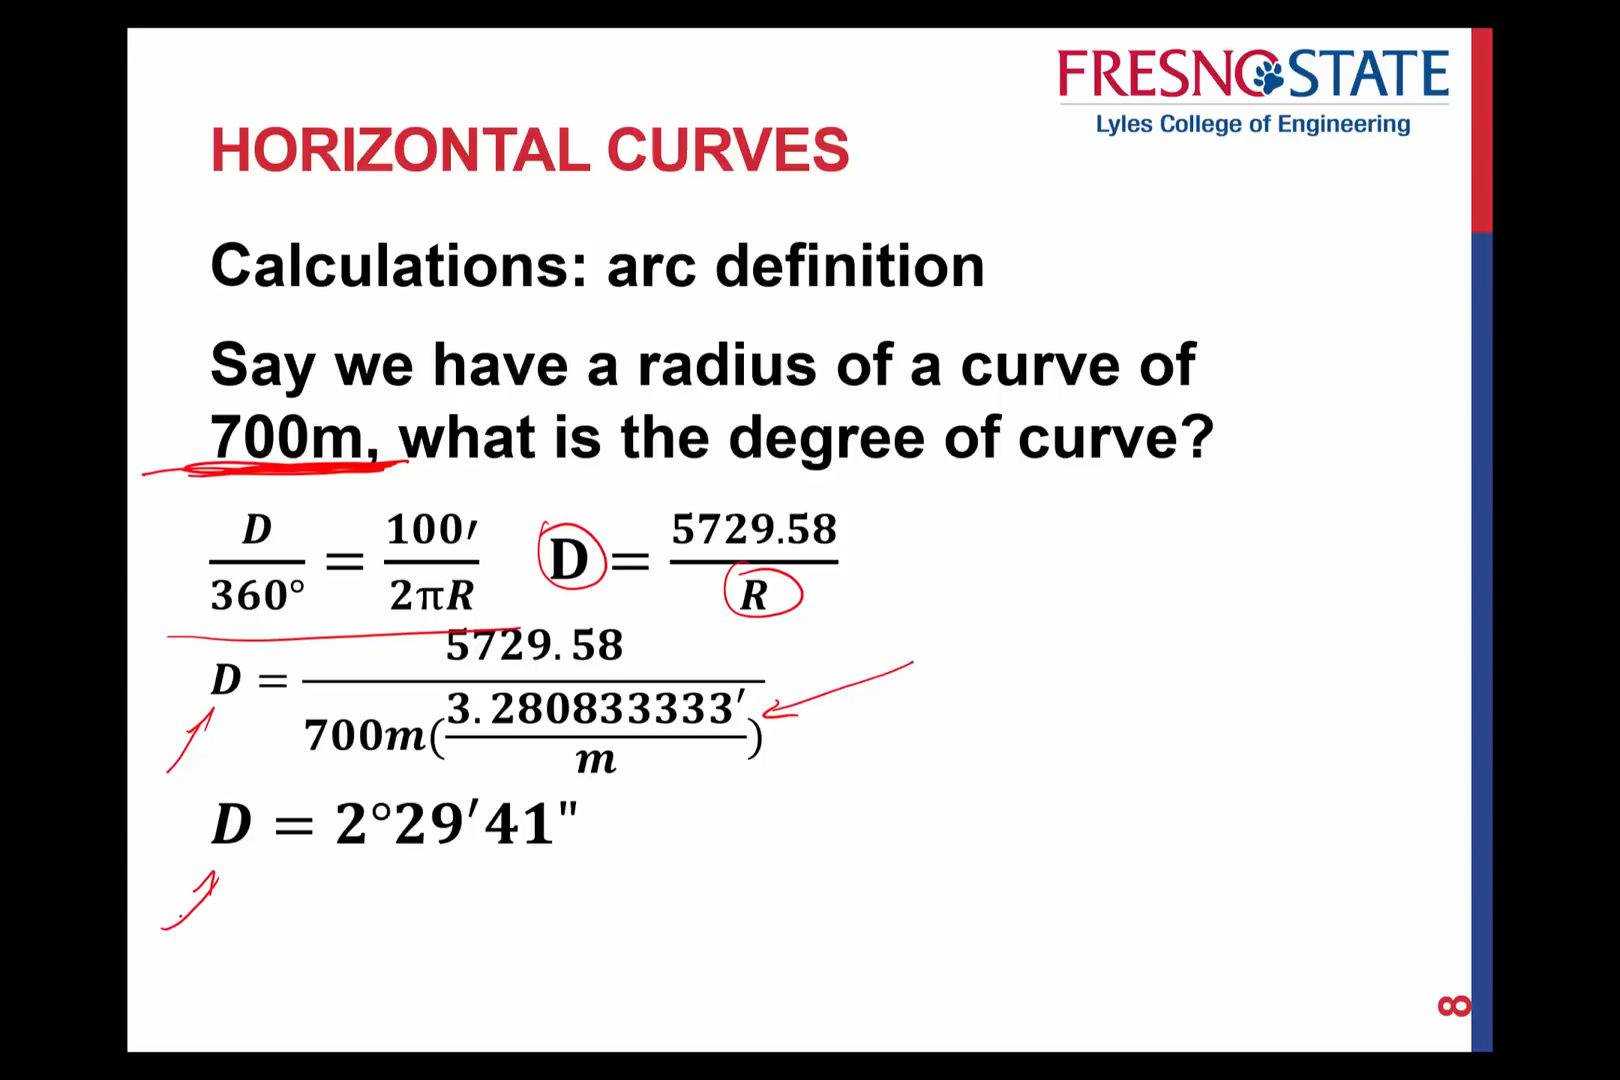 FRESNO STATE
Lyles College of Engineering
HORIZONTAL CURVES
Calculations: arc definition
Say we have a radius of a curve of
700m, what is the degree of curve?
D/360° = 100′/2πR D = 5729.58/R
D = 5729.58/700m(3.280833333′/m)
D = 2°29′41"
8